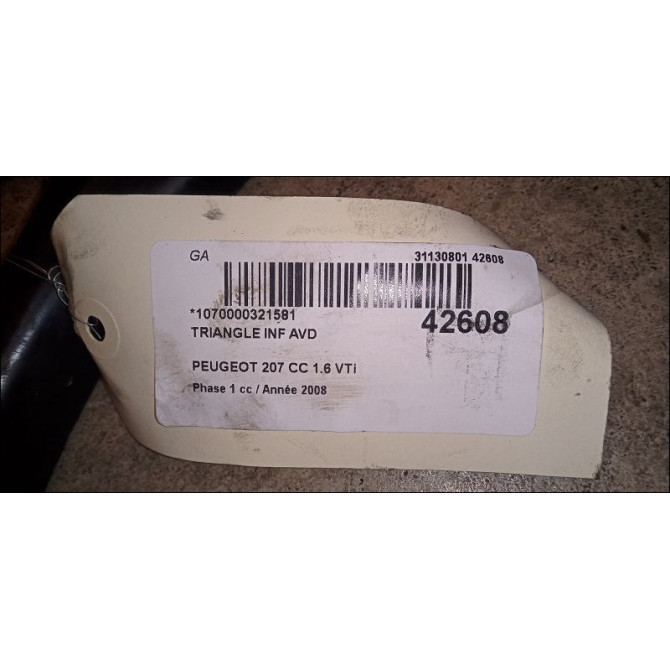 GA 31130801 42608
*1070000321581 42608
TRIANGLE INF AVD
PEUGEOT 207 CC 1.6 VTi
Phase 1 cc / Année 2008